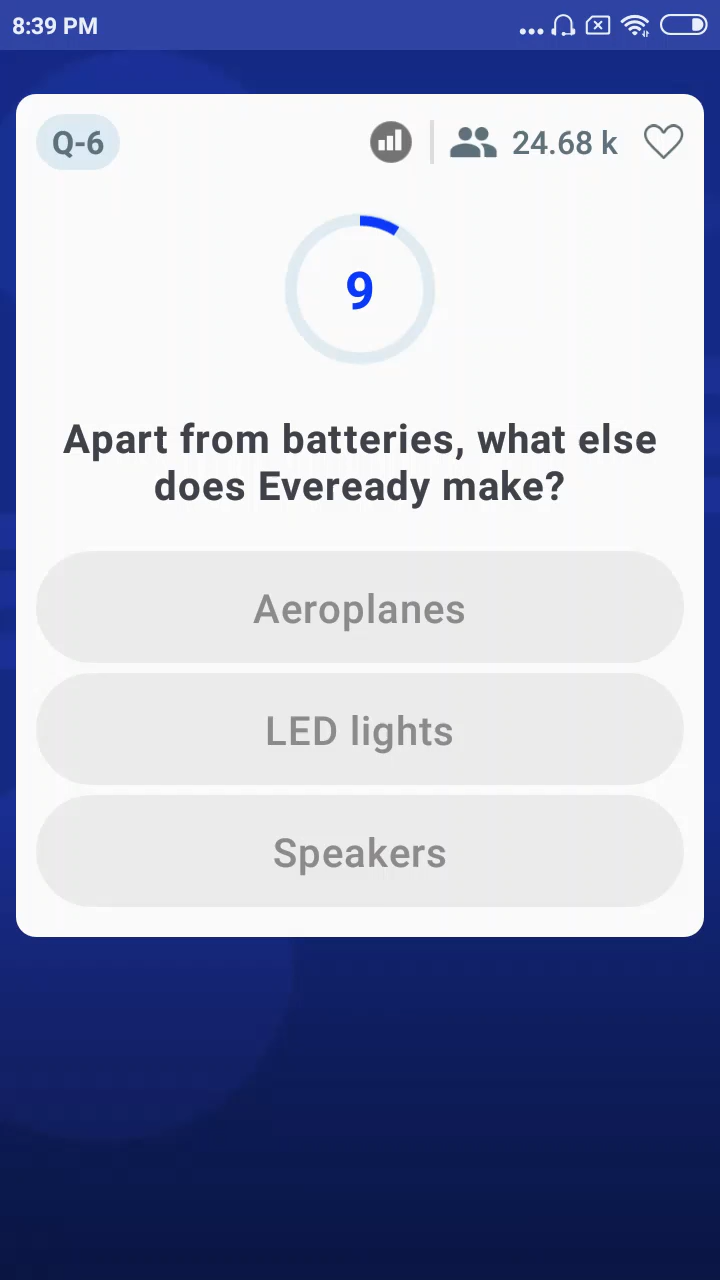 8:39 PM
Q-6
24.68 k
9
Apart from batteries, what else
does Eveready make?
Aeroplanes
LED lights
Speakers